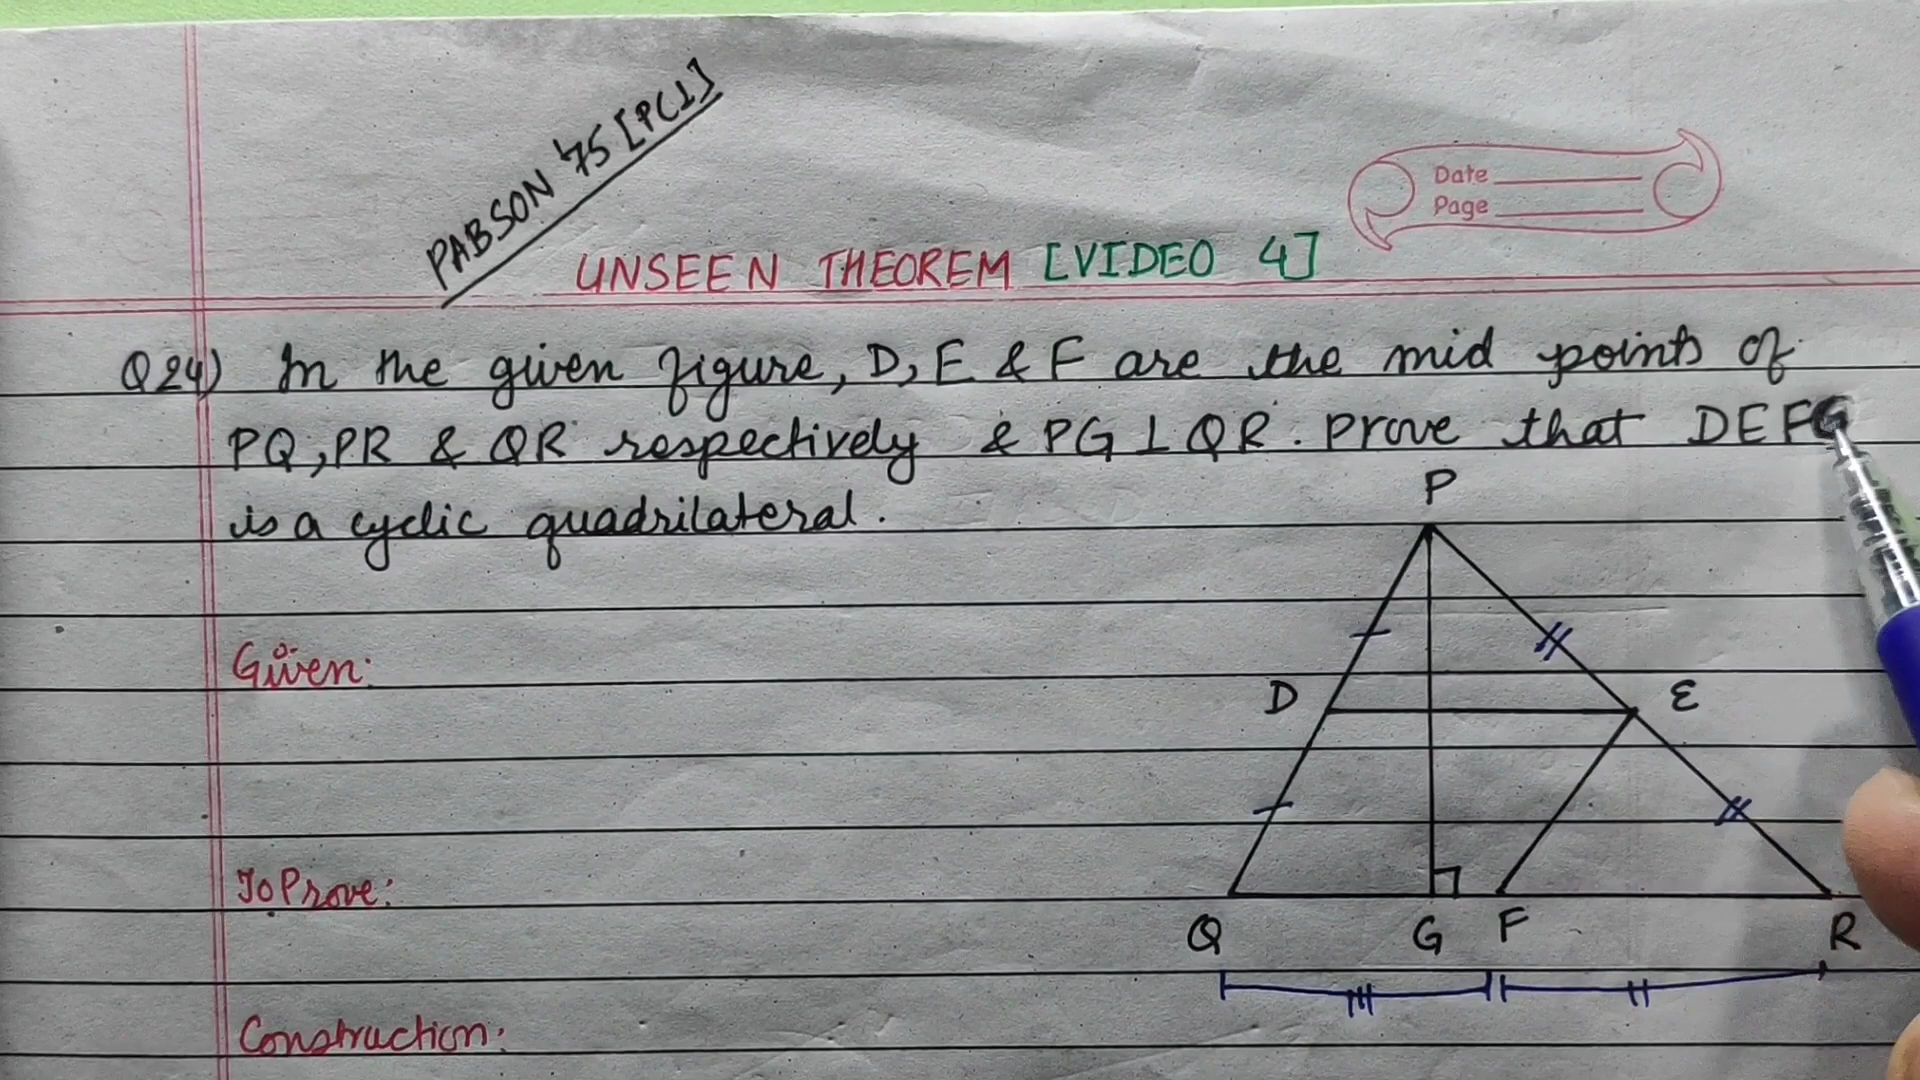 PABSON '75 [PCL]
Date
Page
UNSEEN THEOREM [VIDEO 4]
Q24) In the given figure, D, E & F are the mid points of
PQ, PR & QR respectively & PG ⊥ QR. Prove that DEFG
is a cyclic quadrilateral.
P
Given:
D
E
To Prove:
Q
G
F
R
Construction: